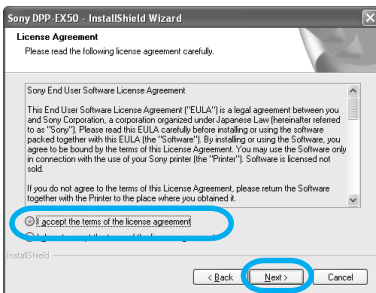 Sony DPP-EX50 - InstallShield Wizard
License Agreement
Please read the following license agreement carefully.
Sony End User Software License Agreement
This End User Software License Agreement ("EULA") is a legal agreement between you
and Sony Corporation, a corporation organized under Japanese Law (hereinafter referred
to as "Sony"). Please read this EULA carefully before installing or using the software
packed together with this EULA (the "Software"). By installing or using the Software, you
agree to be bound by the terms of this License Agreement. You may use the Software only
in connection with the use of your Sony printer (the "Printer"). Software is licensed not
sold.
If you do not agree to the terms of this License Agreement, please return the Software
together with the Printer to the place where you obtained it.
I accept the terms of the license agreement
InstallShield
< Back
Next >
Cancel